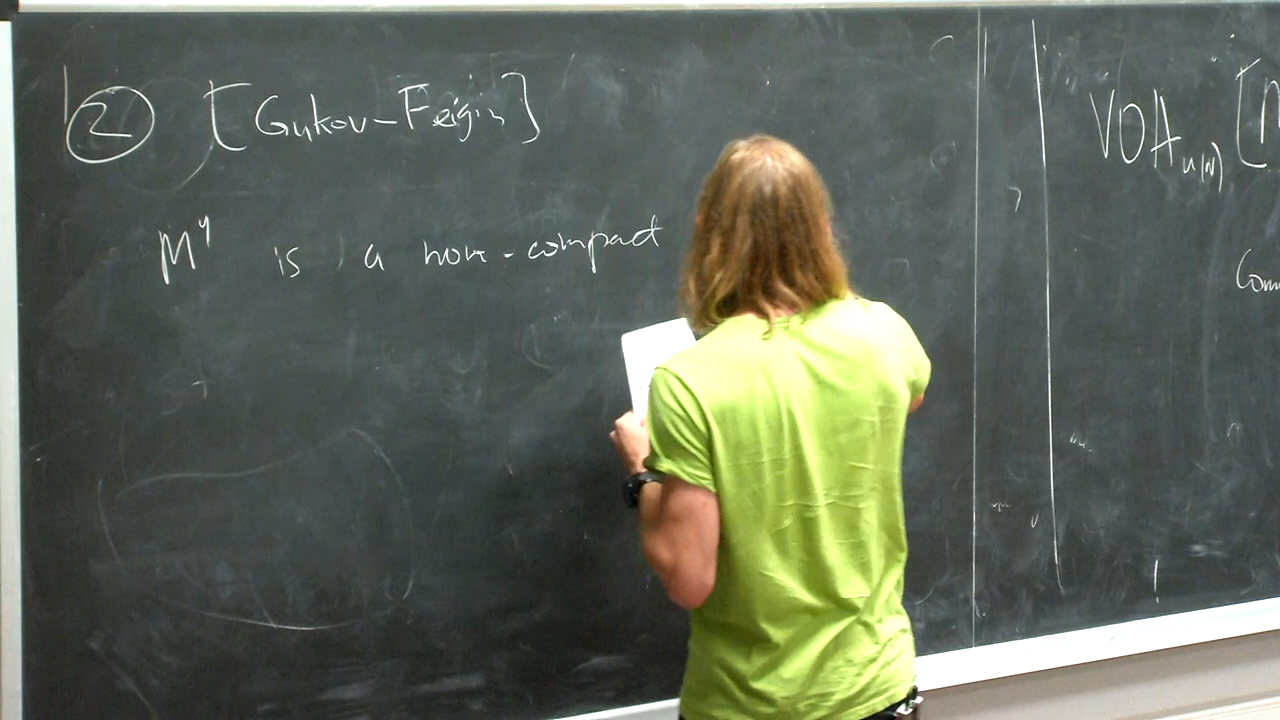 ② [Gukov-Feigin]
M⁴ is a non-compact
VOA_{U(N)} [